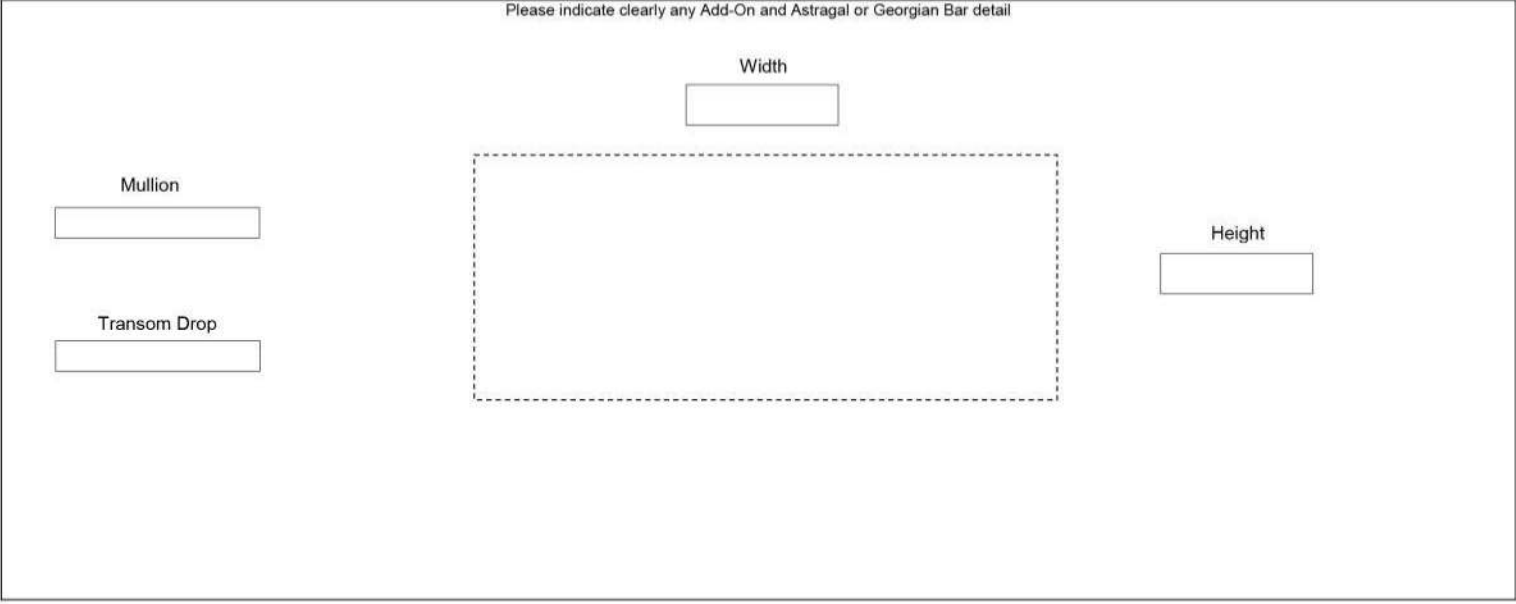 Please indicate clearly any Add-On and Astragal or Georgian Bar detail
Width
Mullion
Height
Transom Drop